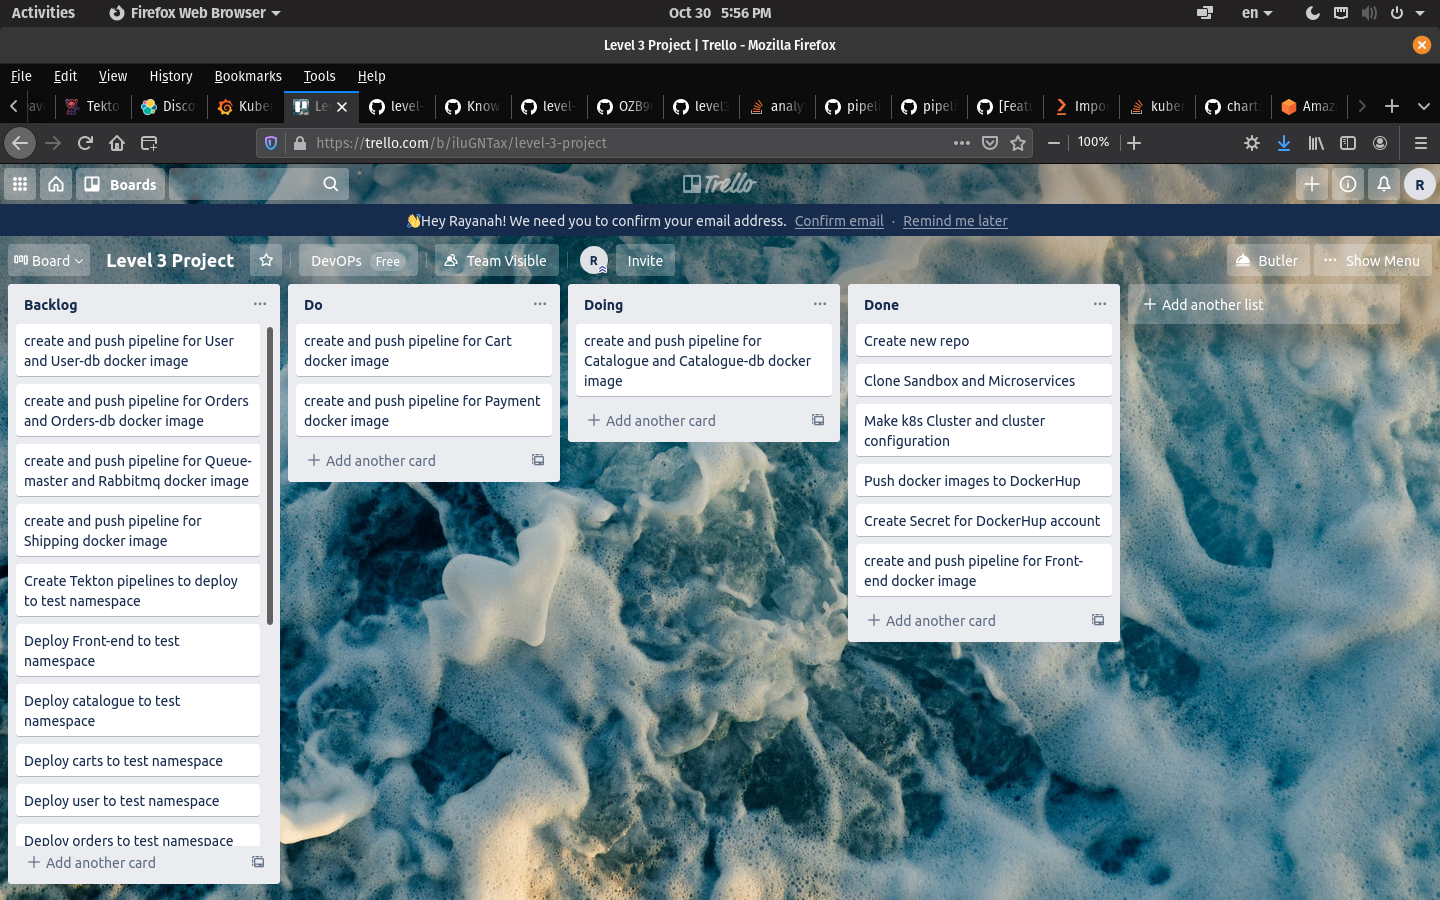 Activities Firefox Web Browser Oct 30 5:56 PM en
Level 3 Project | Trello - Mozilla Firefox
File Edit View History Bookmarks Tools Help
Tekto Disco Kuber Le level- Know level- OZB9 level3 analy pipeli pipeli [Featu Impor kuber chart Amaz
https://trello.com/b/iluGNTax/level-3-project 100%
Boards Trello R
👋Hey Rayanah! We need you to confirm your email address. Confirm email · Remind me later
Board Level 3 Project DevOPs Free Team Visible R Invite Butler ··· Show Menu
Backlog
create and push pipeline for User
and User-db docker image
create and push pipeline for Orders
and Orders-db docker image
create and push pipeline for Queue-
master and Rabbitmq docker image
create and push pipeline for
Shipping docker image
Create Tekton pipelines to deploy
to test namespace
Deploy Front-end to test
namespace
Deploy catalogue to test
namespace
Deploy carts to test namespace
Deploy user to test namespace
Deploy orders to test namespace
+ Add another card
Do
create and push pipeline for Cart
docker image
create and push pipeline for Payment
docker image
+ Add another card
Doing
create and push pipeline for
Catalogue and Catalogue-db docker
image
+ Add another card
Done
Create new repo
Clone Sandbox and Microservices
Make k8s Cluster and cluster
configuration
Push docker images to DockerHup
Create Secret for DockerHup account
create and push pipeline for Front-
end docker image
+ Add another card
+ Add another list